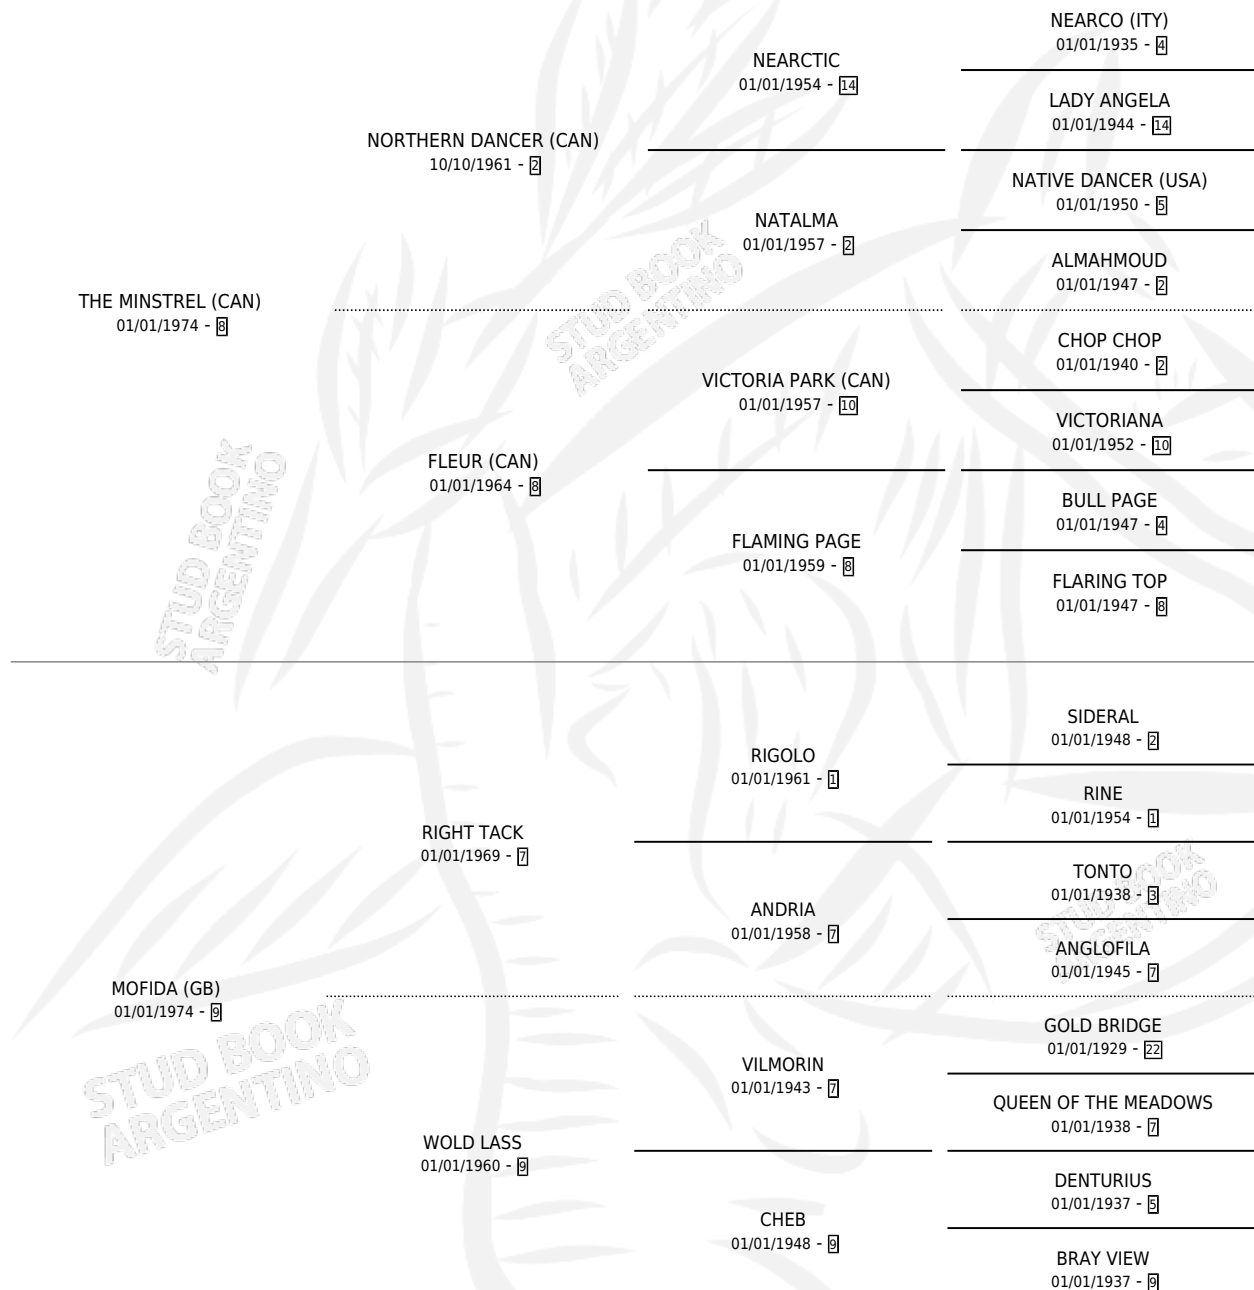 NEARCO (ITY)
01/01/1935 - 4
NEARCTIC
01/01/1954 - 14
LADY ANGELA
01/01/1944 - 14
NORTHERN DANCER (CAN)
10/10/1961 - 2
NATIVE DANCER (USA)
01/01/1950 - 5
NATALMA
01/01/1957 - 2
ALMAHMOUD
01/01/1947 - 2
THE MINSTREL (CAN)
01/01/1974 - 8
CHOP CHOP
01/01/1940 - 2
VICTORIA PARK (CAN)
01/01/1957 - 10
VICTORIANA
01/01/1952 - 10
FLEUR (CAN)
01/01/1964 - 8
BULL PAGE
01/01/1947 - 4
FLAMING PAGE
01/01/1959 - 8
FLARING TOP
01/01/1947 - 8
SIDERAL
01/01/1948 - 2
RIGOLO
01/01/1961 - 1
RINE
01/01/1954 - 1
RIGHT TACK
01/01/1969 - 7
TONTO
01/01/1938 - 3
ANDRIA
01/01/1958 - 7
ANGLOFILA
01/01/1945 - 7
MOFIDA (GB)
01/01/1974 - 9
GOLD BRIDGE
01/01/1929 - 22
VILMORIN
01/01/1943 - 7
QUEEN OF THE MEADOWS
01/01/1938 - 7
WOLD LASS
01/01/1960 - 9
DENTURIUS
01/01/1937 - 5
CHEB
01/01/1948 - 9
BRAY VIEW
01/01/1937 - 9
STUD BOOK
ARGENTINO
STUD BOOK
ARGENTINO
STUD BOOK
ARGENTINO
STUD BOOK
ARGENTINO